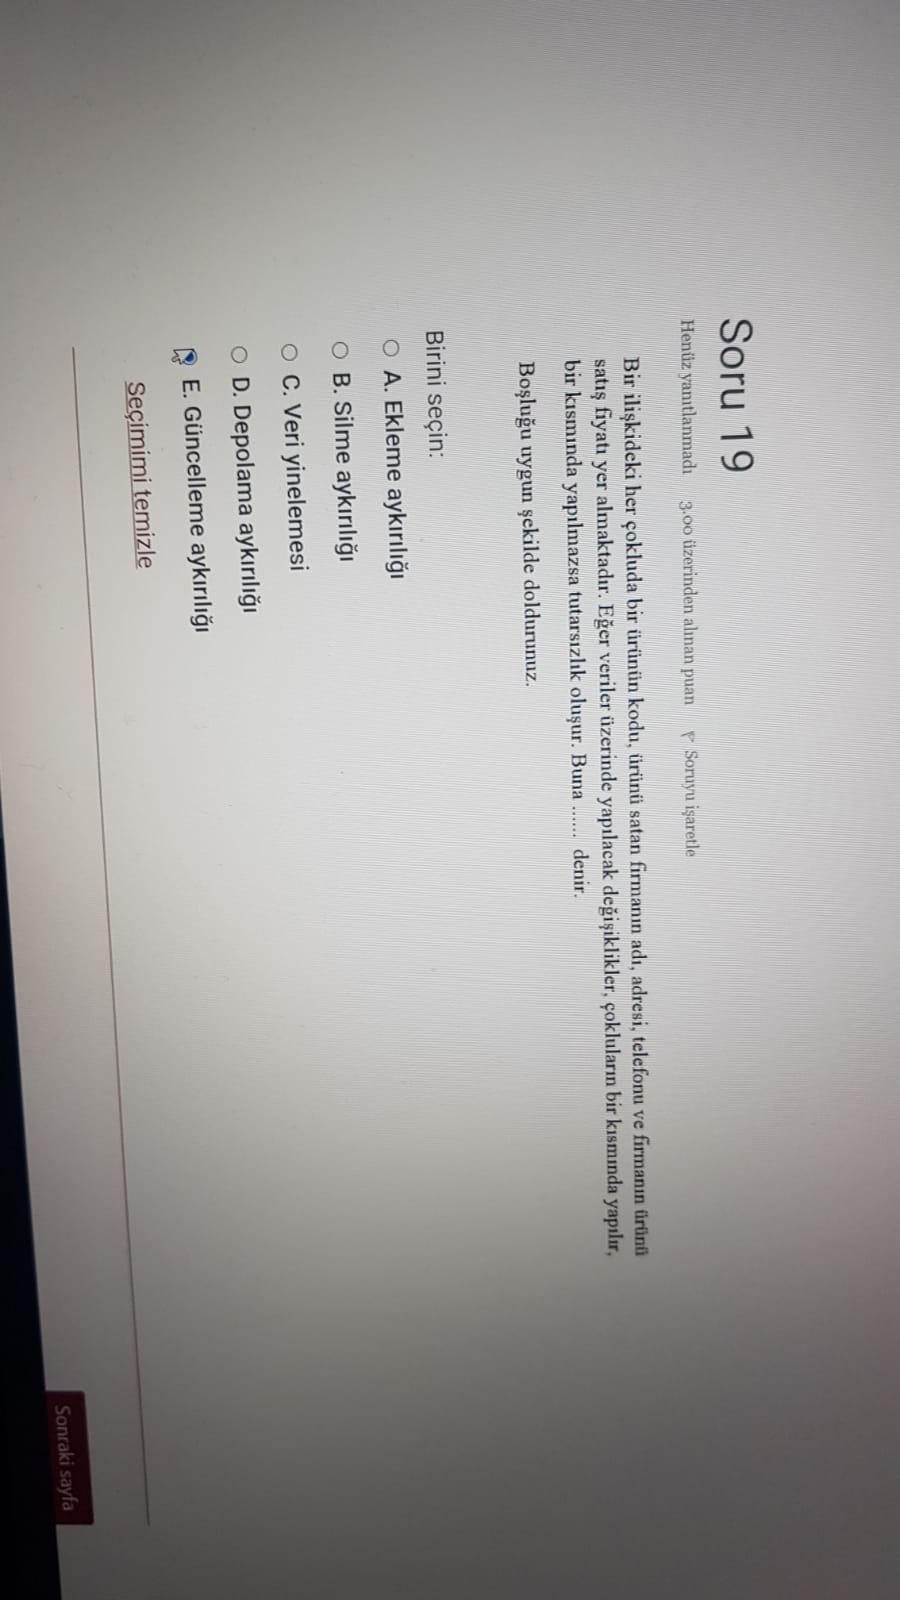 Soru 19
Henüz yanıtlanmadı 3,00 üzerinden alınan puan Soruyu işaretle
Bir ilişkideki her çokluda bir ürünün kodu, ürünü satan firmanın adı, adresi, telefonu ve firmanın ürünü
satış fiyatı yer almaktadır. Eğer veriler üzerinde yapılacak değişiklikler, çokluların bir kısmında yapılır,
bir kısmında yapılmazsa tutarsızlık oluşur. Buna ...... denir.
Boşluğu uygun şekilde doldurunuz.
Birini seçin:
A. Ekleme aykırılığı
B. Silme aykırılığı
C. Veri yinelemesi
D. Depolama aykırılığı
E. Güncelleme aykırılığı
Seçimimi temizle
Sonraki sayfa